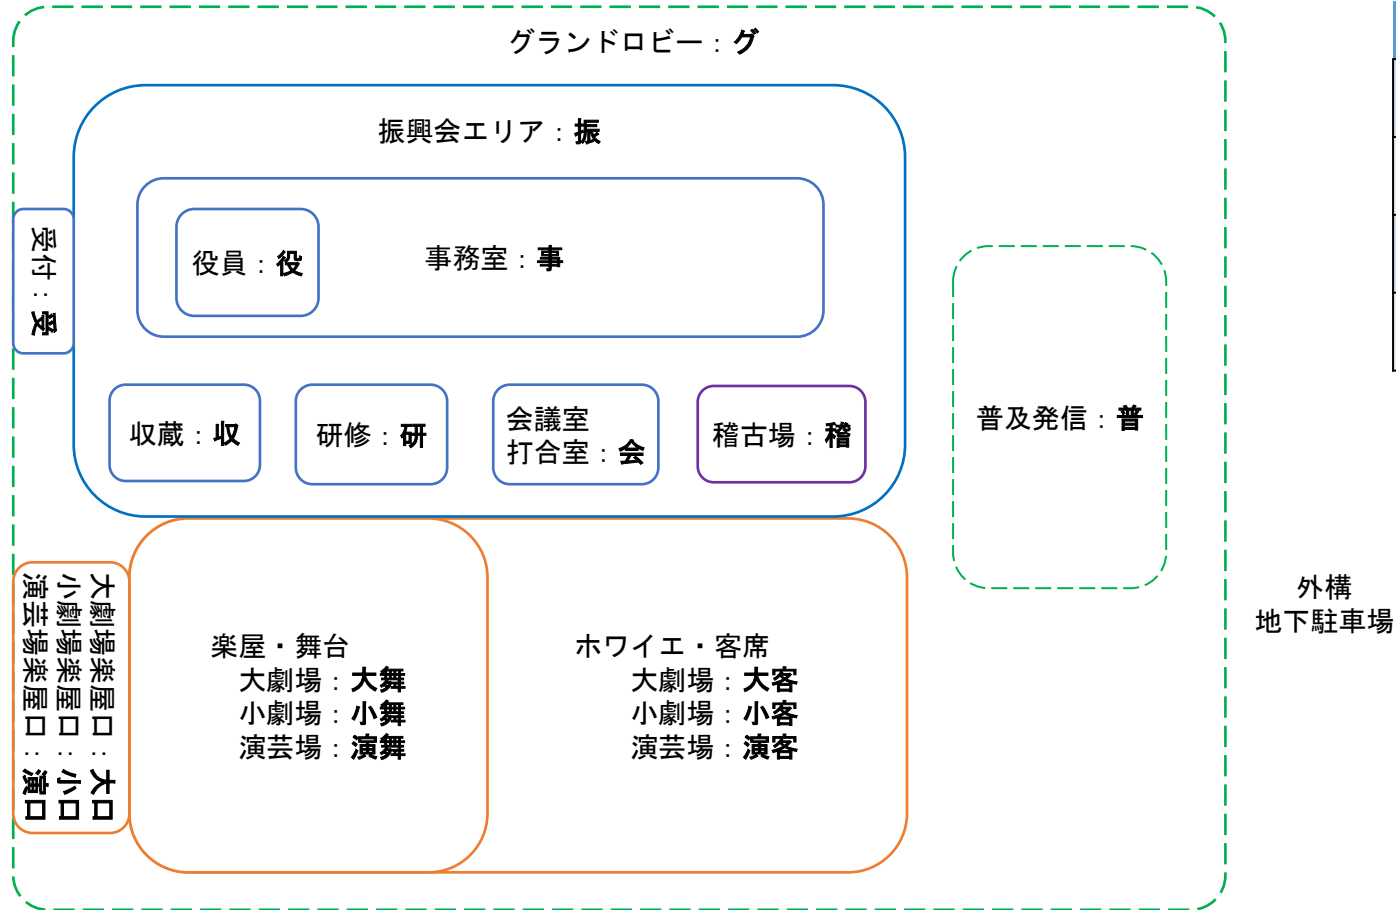 グランドロビー：グ
振興会エリア：振
受付：受
役員：役
事務室：事
収蔵：収
研修：研
会議室
打合室：会
稽古場：稽
普及発信：普
大劇場楽屋口：大口
小劇場楽屋口：小口
演芸場楽屋口：演口
楽屋・舞台
大劇場：大舞
小劇場：小舞
演芸場：演舞
ホワイエ・客席
大劇場：大客
小劇場：小客
演芸場：演客
外構
地下駐車場